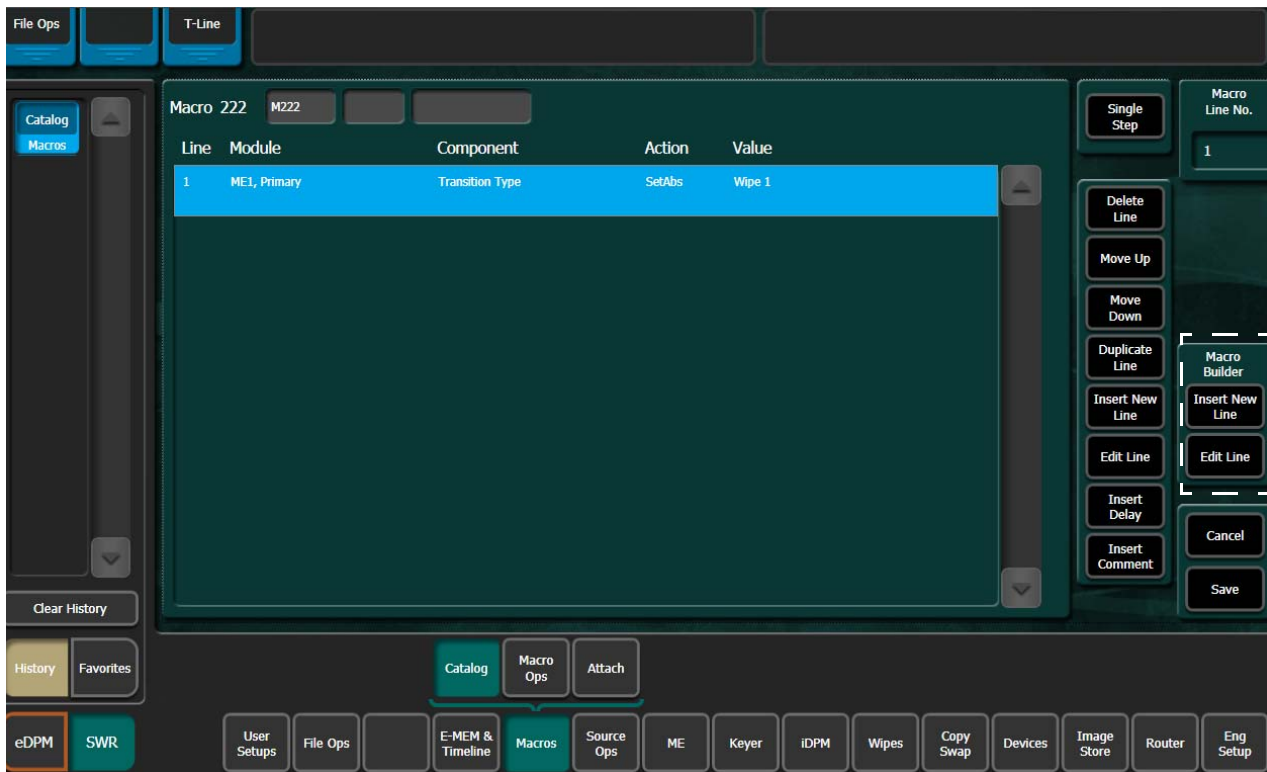 File Ops
T-Line
Catalog
Macros
Macro 222 M222
Line Module Component Action Value
1 ME1, Primary Transition Type SetAbs Wipe 1
Single
Step
Macro
Line No.
1
Delete
Line
Move Up
Move
Down
Duplicate
Line
Insert New
Line
Edit Line
Insert
Delay
Insert
Comment
Macro
Builder
Insert New
Line
Edit Line
Cancel
Save
Clear History
History
Favorites
Catalog
Macro
Ops
Attach
eDPM
SWR
User
Setups
File Ops
E-MEM &
Timeline
Macros
Source
Ops
ME
Keyer
iDPM
Wipes
Copy
Swap
Devices
Image
Store
Router
Eng
Setup